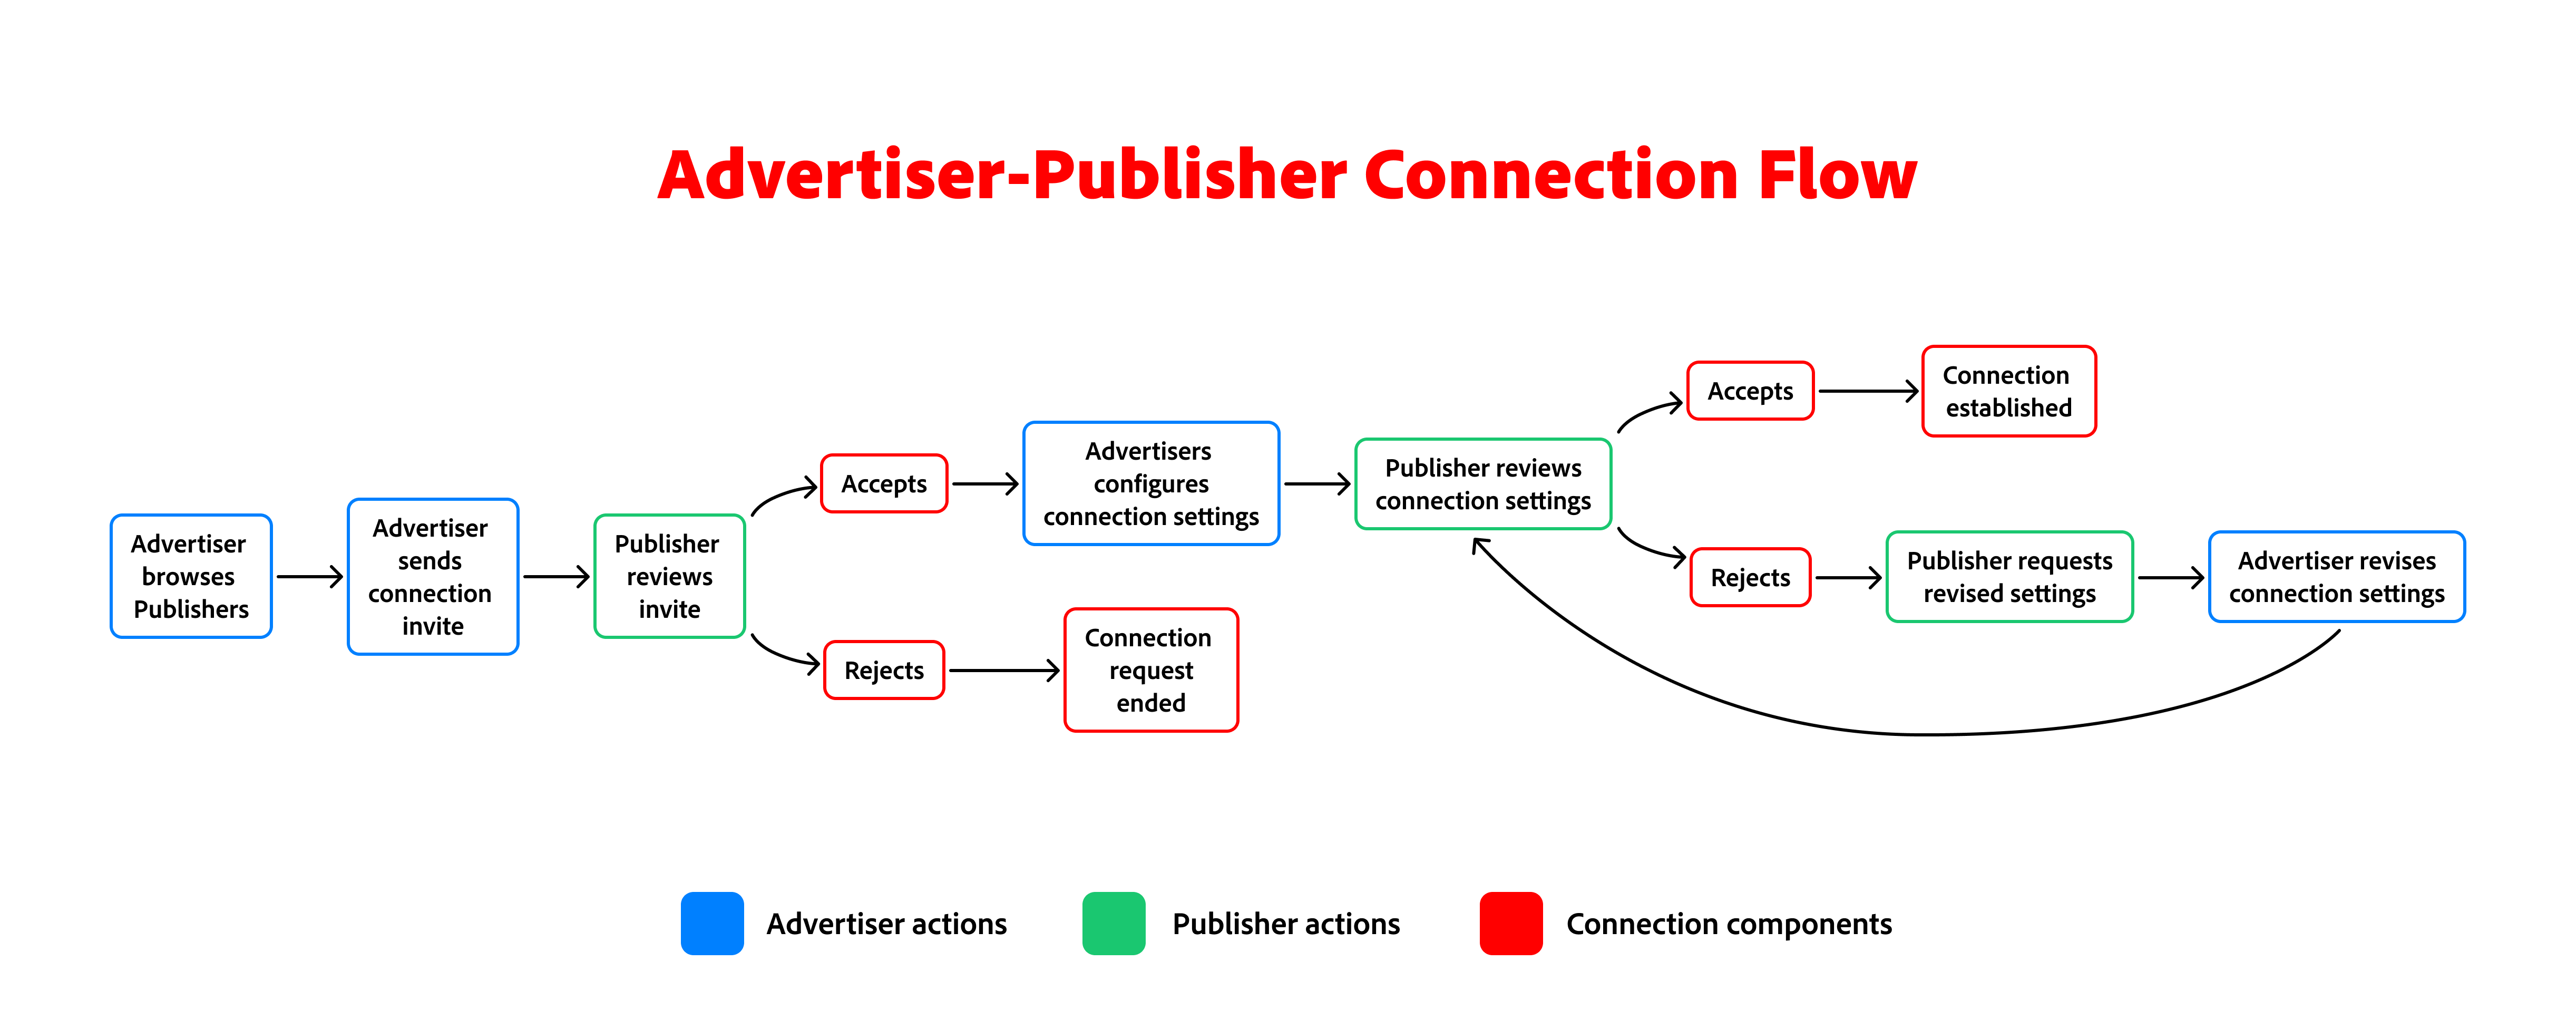 Advertiser-Publisher Connection Flow
Advertiser
browses
Publishers
Advertiser
sends
connection
invite
Publisher
reviews
invite
Accepts
Advertisers
configures
connection settings
Rejects
Connection
request
ended
Publisher reviews
connection settings
Accepts
Connection
established
Rejects
Publisher requests
revised settings
Advertiser revises
connection settings
Advertiser actions
Publisher actions
Connection components